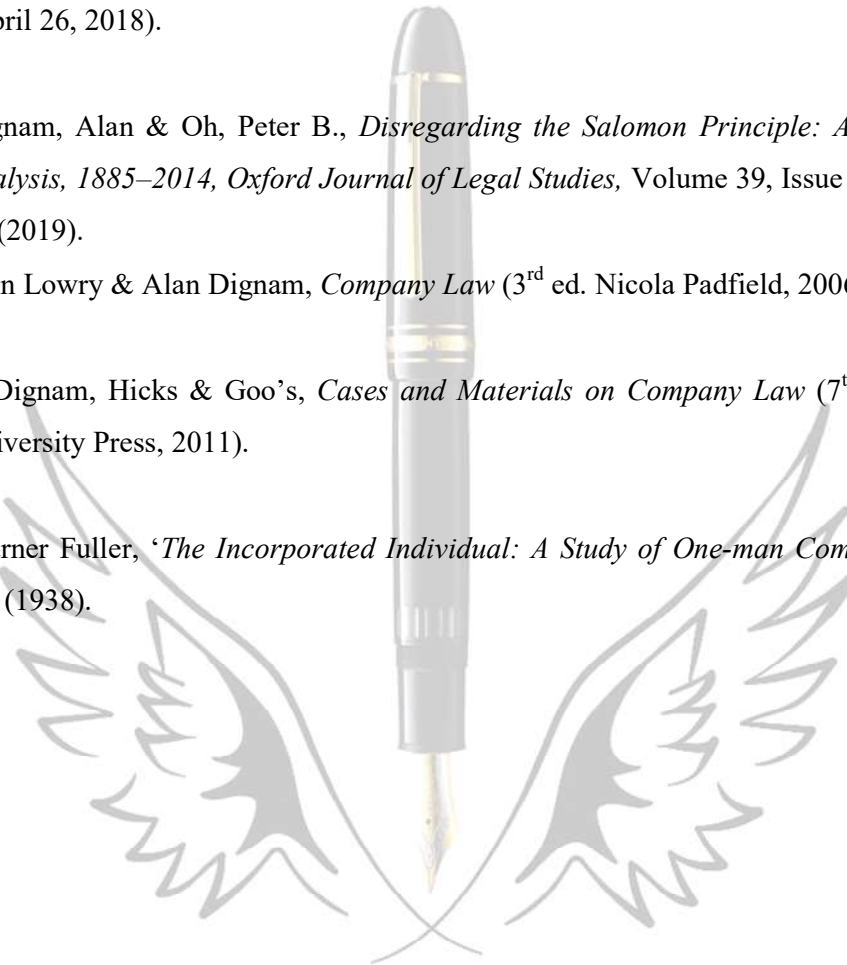 pril 26, 2018).
gnam, Alan & Oh, Peter B., Disregarding the Salomon Principle: A
alysis, 1885–2014, Oxford Journal of Legal Studies, Volume 39, Issue
(2019).
n Lowry & Alan Dignam, Company Law (3rd ed. Nicola Padfield, 2006
Dignam, Hicks & Goo's, Cases and Materials on Company Law (7t
iversity Press, 2011).
rner Fuller, ‘The Incorporated Individual: A Study of One-man Com
(1938).